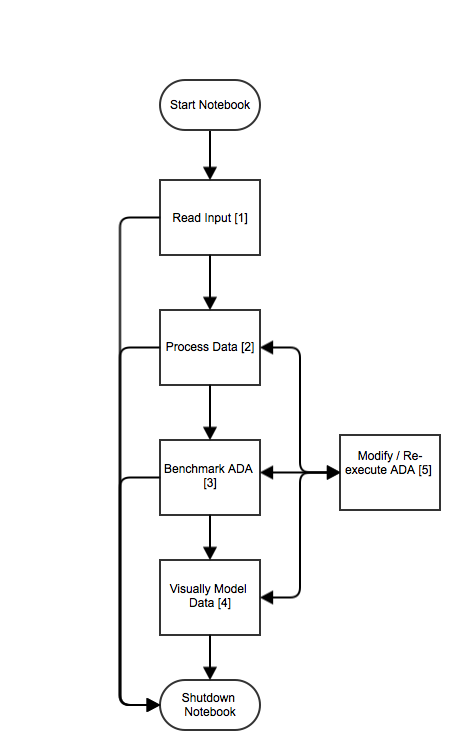 Start Notebook
Read Input [1]
Process Data [2]
Benchmark ADA
[3]
Modify / Re-
execute ADA [5]
Visually Model
Data [4]
Shutdown
Notebook